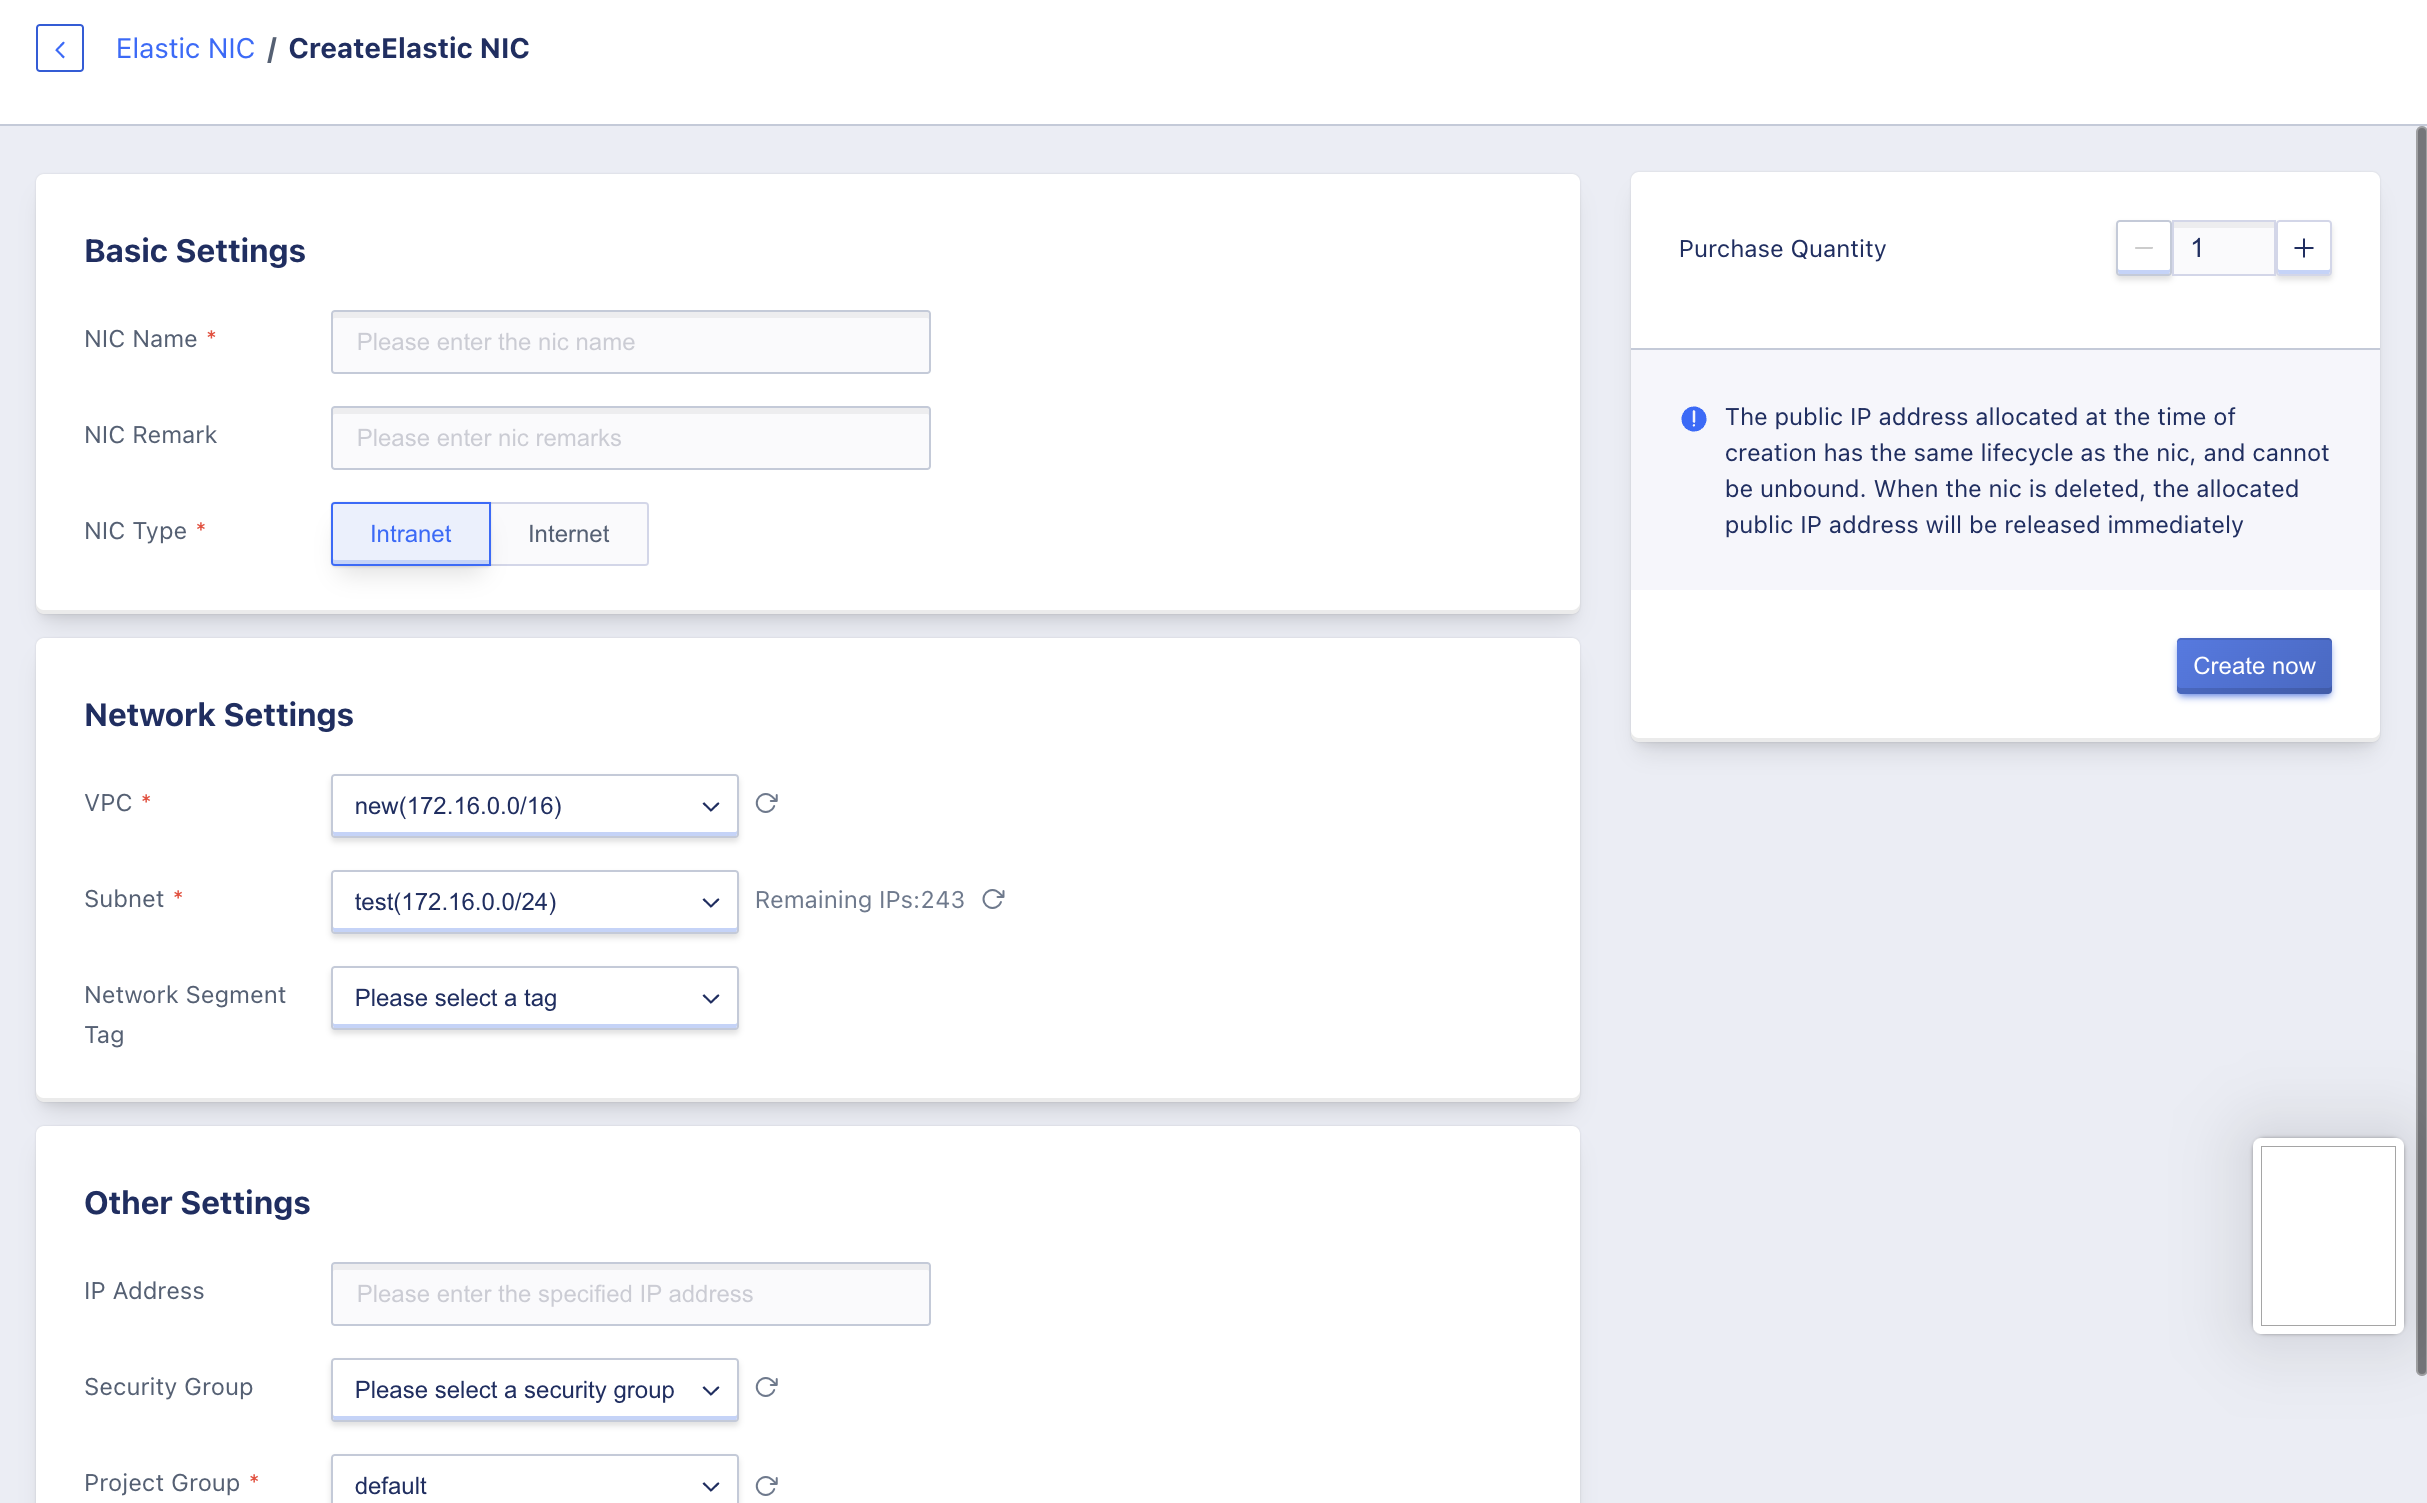 Elastic NIC / CreateElastic NIC
Basic Settings
NIC Name *
Please enter the nic name
NIC Remark
Please enter nic remarks
NIC Type *
Intranet
Internet
Network Settings
VPC *
new(172.16.0.0/16)
Subnet *
test(172.16.0.0/24)
Remaining IPs:243
Network Segment
Tag
Please select a tag
Other Settings
IP Address
Please enter the specified IP address
Security Group
Please select a security group
Project Group *
default
Purchase Quantity
1
The public IP address allocated at the time of
creation has the same lifecycle as the nic, and cannot
be unbound. When the nic is deleted, the allocated
public IP address will be released immediately
Create now